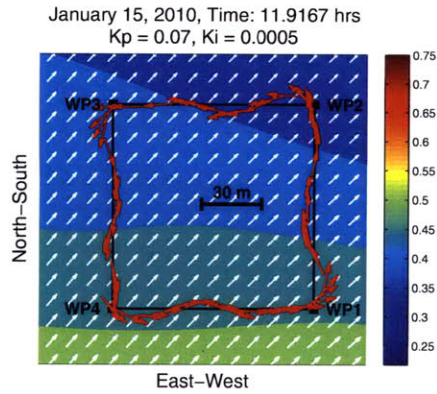 January 15, 2010, Time: 11.9167 hrs
Kp = 0.07, Ki = 0.0005
WP3
WP2
30 m
WP4
WP1
North-South
East-West
0.75
0.7
0.65
0.6
0.55
0.5
0.45
0.4
0.35
0.3
0.25